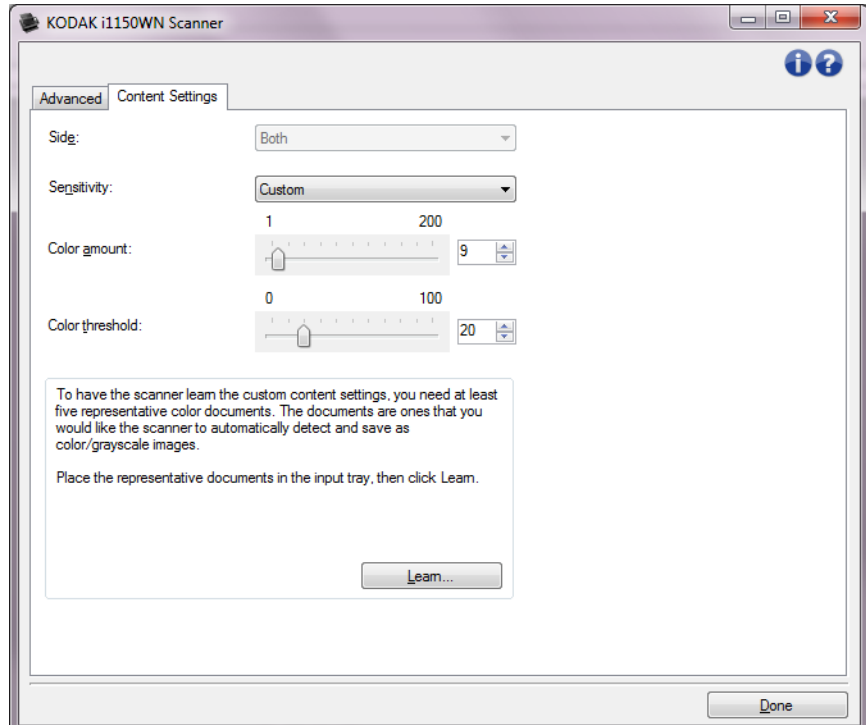 KODAK i1150WN Scanner
Advanced
Content Settings
Side:
Both
Sensitivity:
Custom
1 200
Color amount:
9
0 100
Color threshold:
20
To have the scanner learn the custom content settings, you need at least
five representative color documents. The documents are ones that you
would like the scanner to automatically detect and save as
color/grayscale images.
Place the representative documents in the input tray, then click Learn.
Learn...
Done